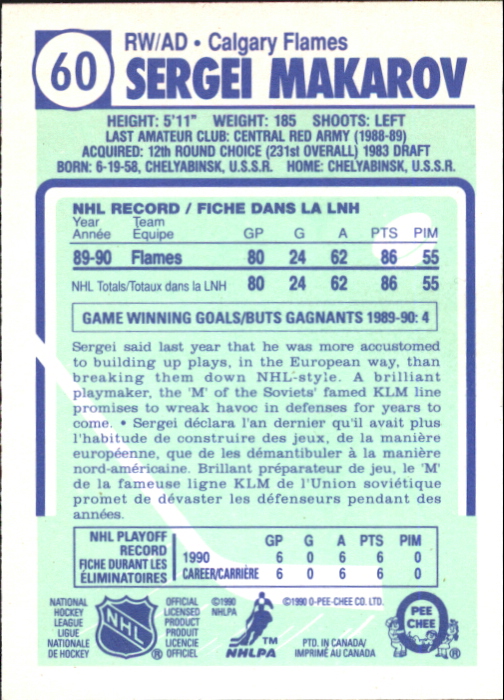 60
RW/AD • Calgary Flames
SERGEI MAKAROV
HEIGHT: 5'11" WEIGHT: 185 SHOOTS: LEFT
LAST AMATEUR CLUB: CENTRAL RED ARMY (1988-89)
ACQUIRED: 12th ROUND CHOICE (231st OVERALL) 1983 DRAFT
BORN: 6-19-58, CHELYABINSK, U.S.S.R. HOME: CHELYABINSK, U.S.S.R.
NHL RECORD / FICHE DANS LA LNH
Year Team
Année Équipe GP G A PTS PIM
89-90 Flames 80 24 62 86 55
NHL Totals/Totaux dans la LNH 80 24 62 86 55
GAME WINNING GOALS/BUTS GAGNANTS 1989-90: 4
Sergei said last year that he was more accustomed
to building up plays, in the European way, than
breaking them down NHL-style. A brilliant
playmaker, the 'M' of the Soviets' famed KLM line
promises to wreak havoc in defenses for years to
come. • Sergei déclara l'an dernier qu'il avait plus
l'habitude de construire des jeux, de la manière
européenne, que de les démantibuler à la manière
nord-américaine. Brillant préparateur de jeu, le 'M'
de la fameuse ligne KLM de l'Union soviétique
promet de dévaster les défenseurs pendant des
années.
NHL PLAYOFF
RECORD
FICHE DURANT LES
ÉLIMINATOIRES
GP G A PTS PIM
1990 6 0 6 6 0
CAREER/CARRIÈRE 6 0 6 6 0
NATIONAL
HOCKEY
LEAGUE
LIGUE
NATIONALE
DE HOCKEY
NHL
®
OFFICIAL
LICENSED
PRODUCT
PRODUIT
LICENCIÉ
OFFICIEL
©1990
NHLPA
TM
NHLPA
©1990 O-PEE-CHEE CO. LTD.
PTD. IN CANADA/
IMPRIMÉ AU CANADA
O
PEE
CHEE
®